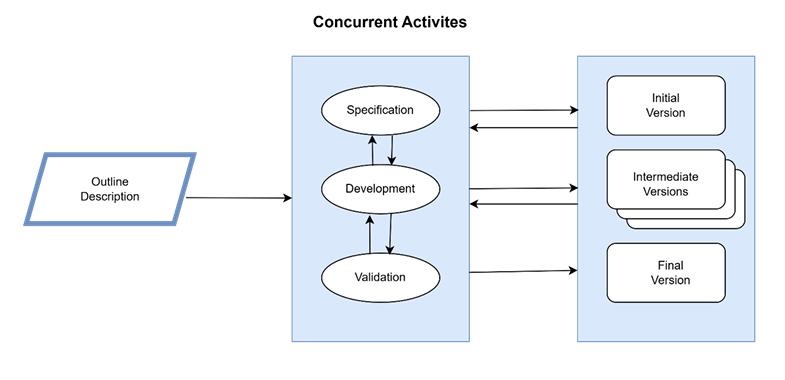 Concurrent Activites
Specification
Initial
Version
Outline
Description
Development
Intermediate
Versions
Validation
Final
Version